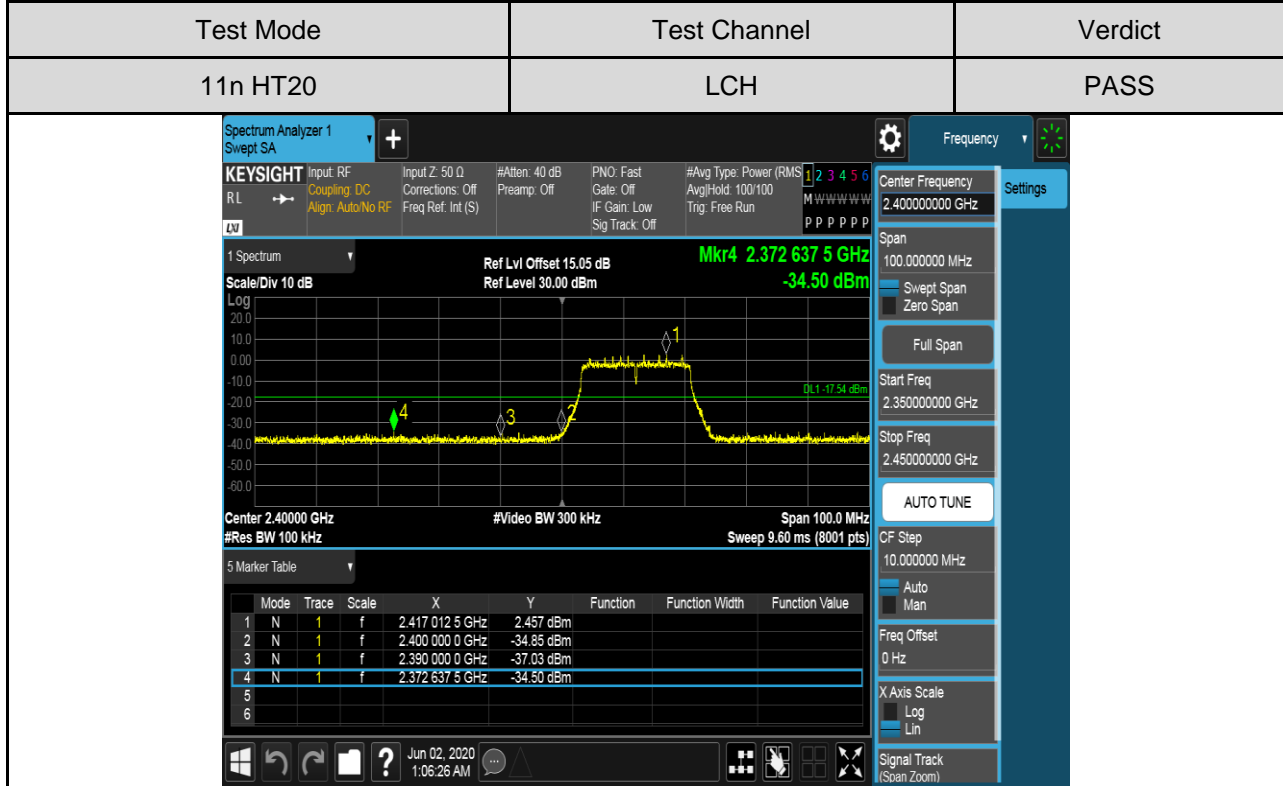 Test Mode Test Channel Verdict
11n HT20 LCH PASS
Spectrum Analyzer 1
Swept SA
Frequency
KEYSIGHT Input: RF Input Z: 50 Ω #Atten: 40 dB PNO: Fast #Avg Type: Power (RMS 1 2 3 4 5 6
RL Coupling: DC Corrections: Off Preamp: Off Gate: Off Avg|Hold: 100/100 M W W W W W
Align: Auto/No RF Freq Ref: Int (S) IF Gain: Low Trig: Free Run
LXI Sig Track: Off P P P P P P
1 Spectrum
Ref Lvl Offset 15.05 dB Mkr4 2.372 637 5 GHz
Scale/Div 10 dB Ref Level 30.00 dBm -34.50 dBm
Log
20.0
10.0
0.00
-10.0
-20.0
-30.0
-40.0
-50.0
-60.0
1
DL1 -17.54 dBm
4 3 2
Center 2.40000 GHz #Video BW 300 kHz Span 100.0 MHz
#Res BW 100 kHz Sweep 9.60 ms (8001 pts)
5 Marker Table
Mode Trace Scale X Y Function Function Width Function Value
1 N 1 f 2.417 012 5 GHz 2.457 dBm
2 N 1 f 2.400 000 0 GHz -34.85 dBm
3 N 1 f 2.390 000 0 GHz -37.03 dBm
4 N 1 f 2.372 637 5 GHz -34.50 dBm
5
6
Jun 02, 2020
1:06:26 AM
?
Settings
Center Frequency
2.400000000 GHz
Span
100.000000 MHz
Swept Span
Zero Span
Full Span
Start Freq
2.350000000 GHz
Stop Freq
2.450000000 GHz
AUTO TUNE
CF Step
10.000000 MHz
Auto
Man
Freq Offset
0 Hz
X Axis Scale
Log
Lin
Signal Track
(Span Zoom)